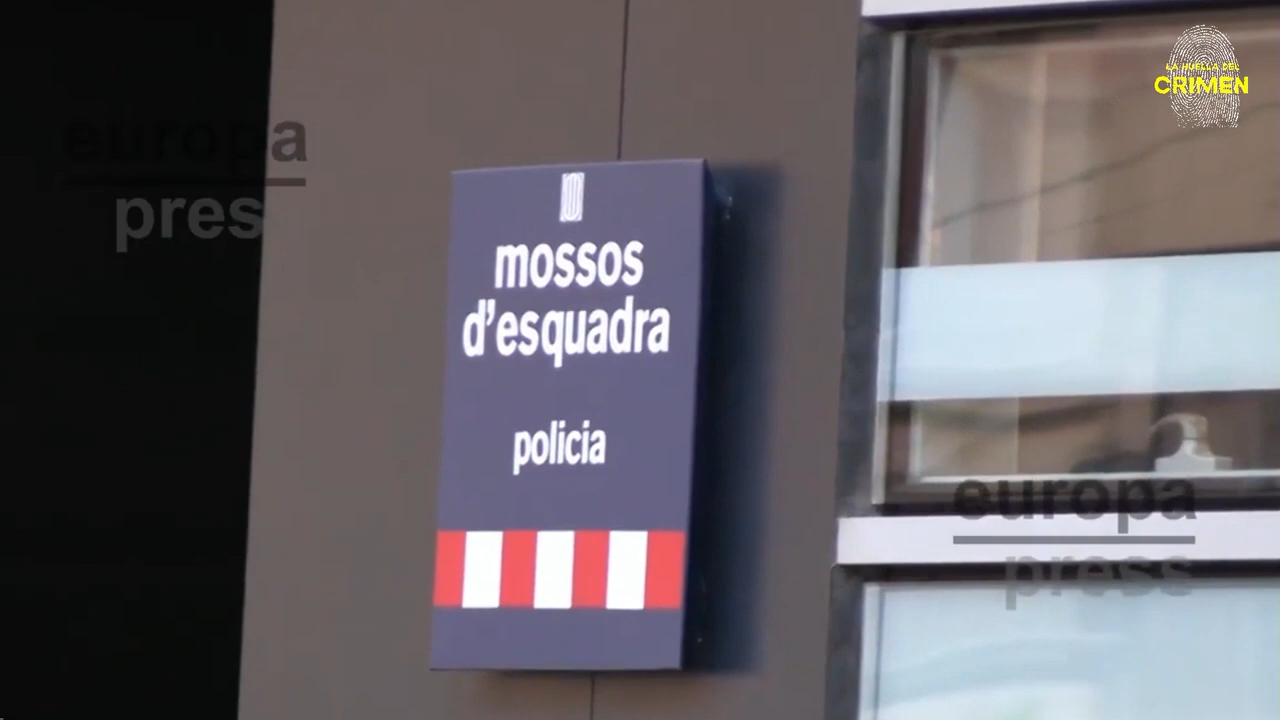 LA HUELLA DEL
CRIMEN
europa
press
mossos
d'esquadra
policia
europa
press